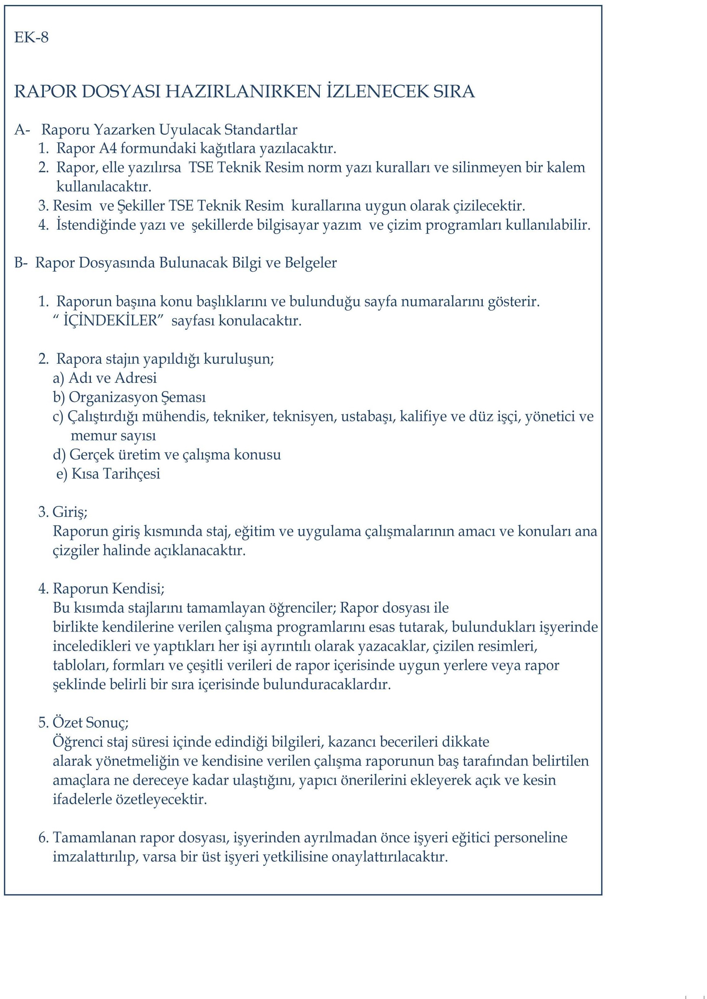 EK-8
RAPOR DOSYASI HAZIRLANIRKEN İZLENECEK SIRA
A- Raporu Yazarken Uyulacak Standartlar
1. Rapor A4 formundaki kağıtlara yazılacaktır.
2. Rapor, elle yazılırsa TSE Teknik Resim norm yazı kuralları ve silinmeyen bir kalem
kullanılacaktır.
3. Resim ve Şekiller TSE Teknik Resim kurallarına uygun olarak çizilecektir.
4. İstendiğinde yazı ve şekillerde bilgisayar yazım ve çizim programları kullanılabilir.
B- Rapor Dosyasında Bulunacak Bilgi ve Belgeler
1. Raporun başına konu başlıklarını ve bulunduğu sayfa numaralarını gösterir.
“ İÇİNDEKİLER” sayfası konulacaktır.
2. Rapora stajın yapıldığı kuruluşun;
a) Adı ve Adresi
b) Organizasyon Şeması
c) Çalıştırdığı mühendis, tekniker, teknisyen, ustabaşı, kalifiye ve düz işçi, yönetici ve
memur sayısı
d) Gerçek üretim ve çalışma konusu
e) Kısa Tarihçesi
3. Giriş;
Raporun giriş kısmında staj, eğitim ve uygulama çalışmalarının amacı ve konuları ana
çizgiler halinde açıklanacaktır.
4. Raporun Kendisi;
Bu kısımda stajlarını tamamlayan öğrenciler; Rapor dosyası ile
birlikte kendilerine verilen çalışma programlarını esas tutarak, bulundukları işyerinde
inceledikleri ve yaptıkları her işi ayrıntılı olarak yazacaklar, çizilen resimleri,
tabloları, formları ve çeşitli verileri de rapor içerisinde uygun yerlere veya rapor
şeklinde belirli bir sıra içerisinde bulunduracaklardır.
5. Özet Sonuç;
Öğrenci staj süresi içinde edindiği bilgileri, kazancı becerileri dikkate
alarak yönetmeliğin ve kendisine verilen çalışma raporunun baş tarafından belirtilen
amaçlara ne dereceye kadar ulaştığını, yapıcı önerilerini ekleyerek açık ve kesin
ifadelerle özetleyecektir.
6. Tamamlanan rapor dosyası, işyerinden ayrılmadan önce işyeri eğitici personeline
imzalattırılıp, varsa bir üst işyeri yetkilisine onaylattırılacaktır.